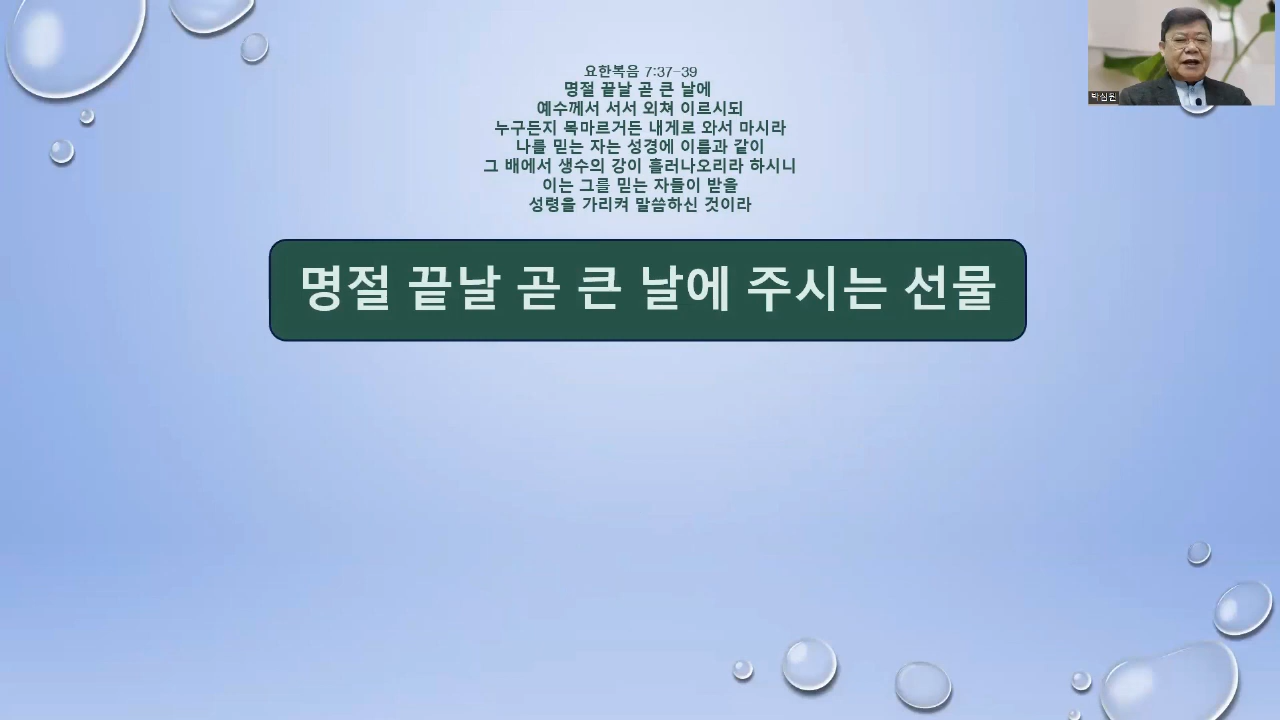 요한복음 7:37-39
명절 끝날 곧 큰 날에
예수께서 서서 외쳐 이르시되
누구든지 목마르거든 내게로 와서 마시라
나를 믿는 자는 성경에 이름과 같이
그 배에서 생수의 강이 흘러나오리라 하시니
이는 그를 믿는 자들이 받을
성령을 가리켜 말씀하신 것이라
명절 끝날 곧 큰 날에 주시는 선물
박심원